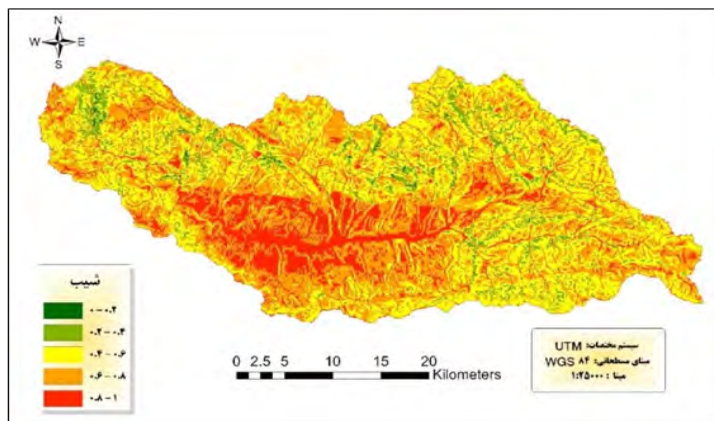 N
W E
S
شیب
۰ – ۰.۲
۰.۲ – ۰.۴
۰.۴ – ۰.۶
۰.۶ – ۰.۸
۰.۸ – ۱
0 2.5 5 10 15 20
Kilometers
سیستم مختصات: UTM
مبنای مسطحاتی: WGS ۸۴
مبنا : ۱:۲۵۰۰۰